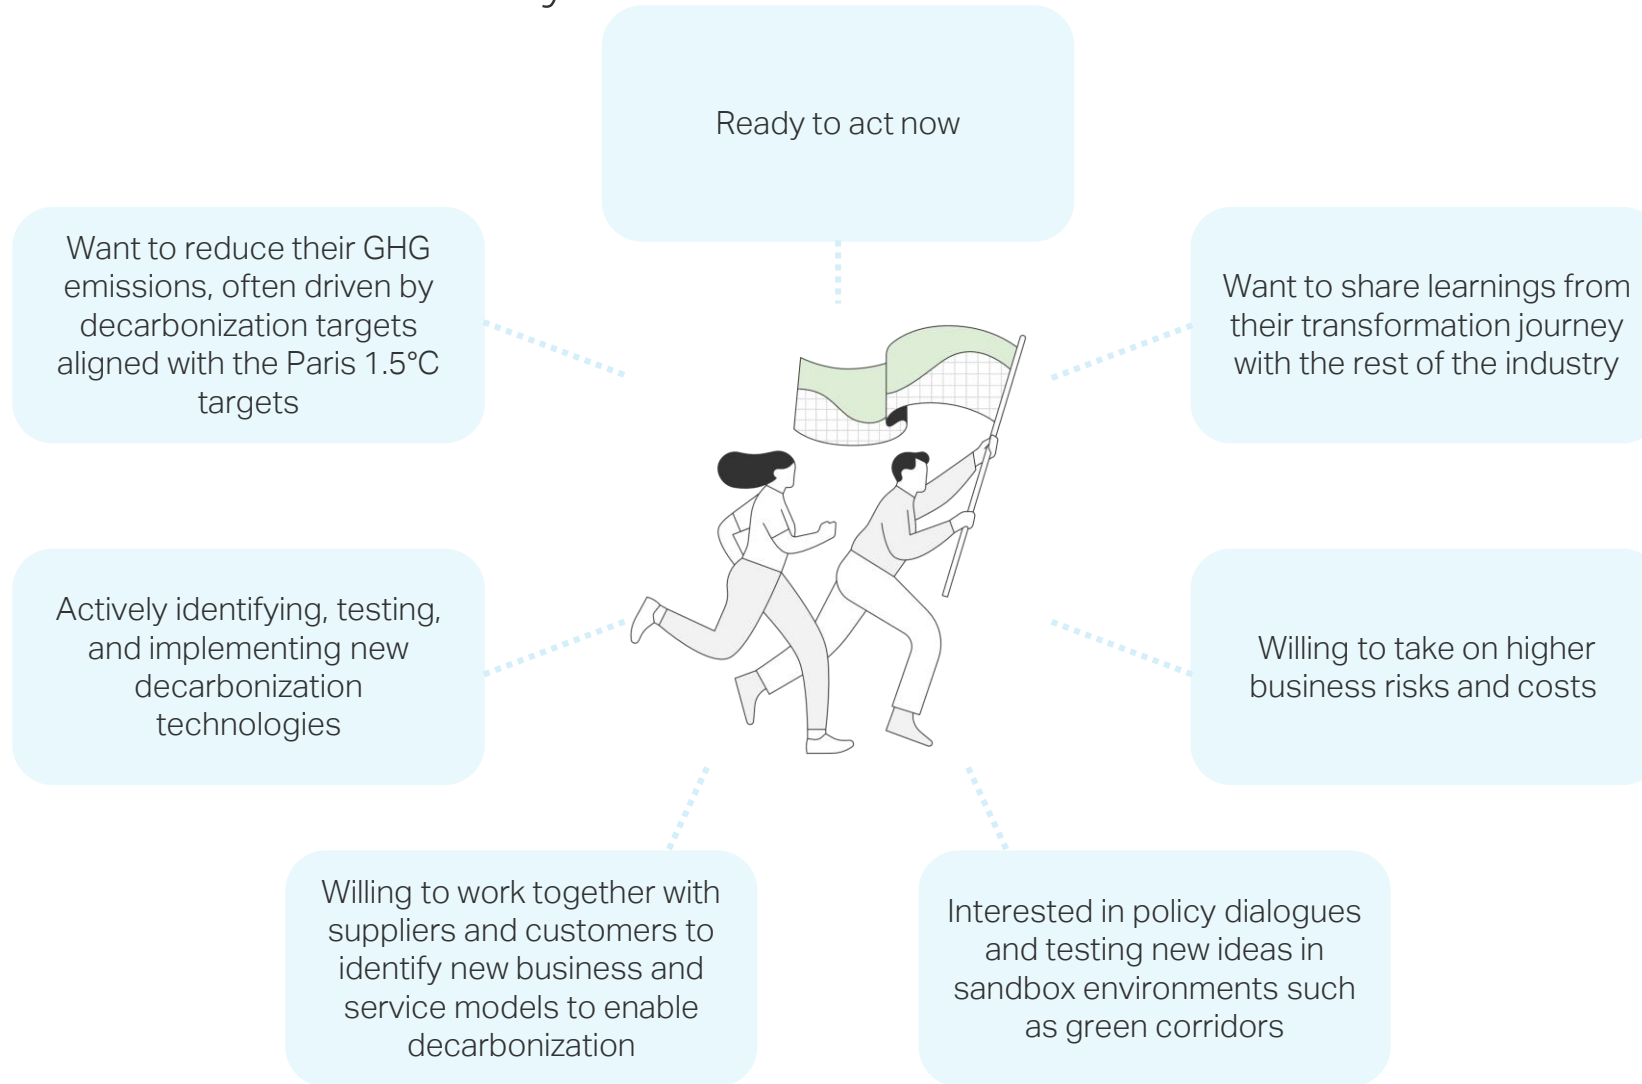 Ready to act now
Want to reduce their GHG
emissions, often driven by
decarbonization targets
aligned with the Paris 1.5°C
targets
Want to share learnings from
their transformation journey
with the rest of the industry
Actively identifying, testing,
and implementing new
decarbonization
technologies
Willing to take on higher
business risks and costs
Willing to work together with
suppliers and customers to
identify new business and
service models to enable
decarbonization
Interested in policy dialogues
and testing new ideas in
sandbox environments such
as green corridors